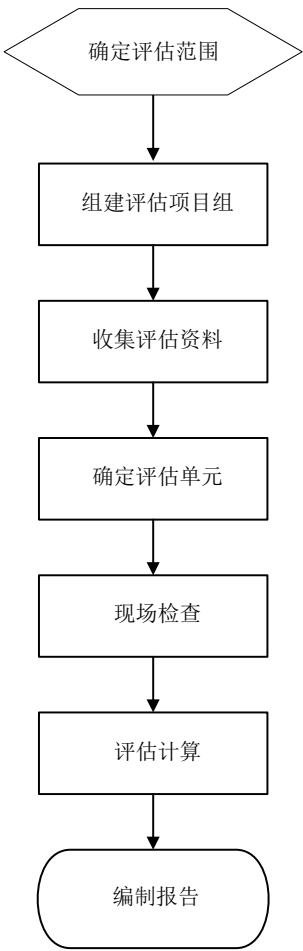 确定评估范围
组建评估项目组
收集评估资料
确定评估单元
现场检查
评估计算
编制报告